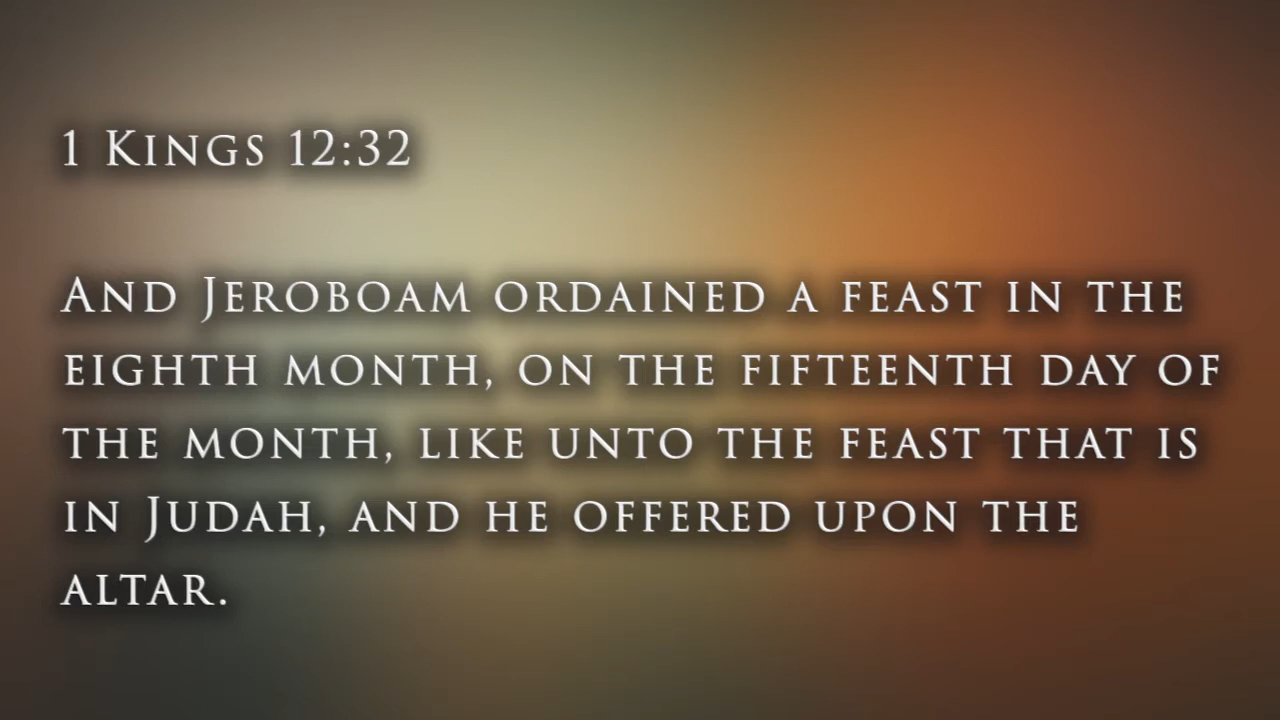 1 Kings 12:32
And Jeroboam ordained a feast in the
eighth month, on the fifteenth day of
the month, like unto the feast that is
in Judah, and he offered upon the
altar.